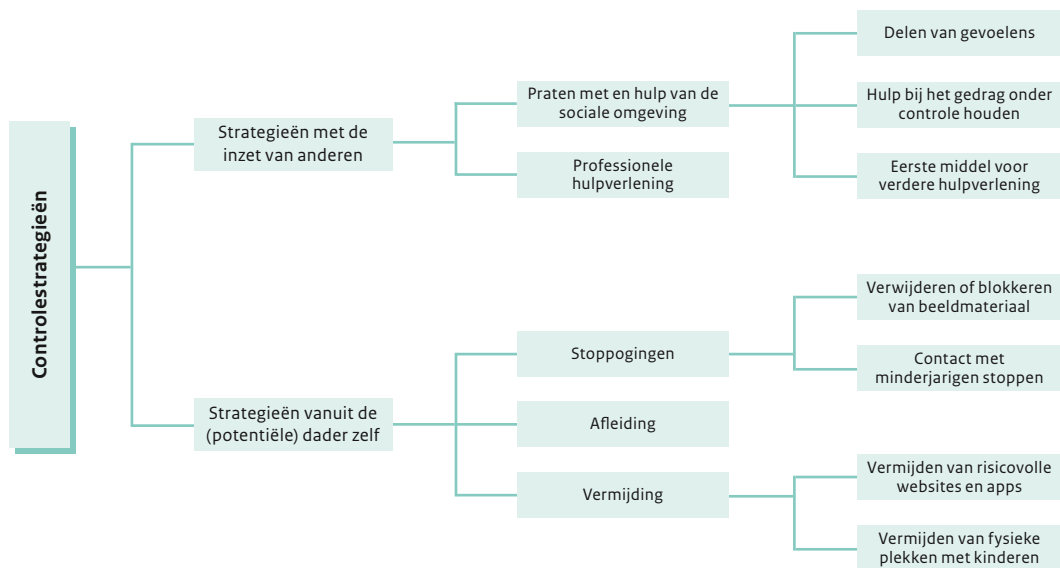 Controlestrategieën
Strategieën met de
inzet van anderen
Praten met en hulp van de
sociale omgeving
Delen van gevoelens
Hulp bij het gedrag onder
controle houden
Eerste middel voor
verdere hulpverlening
Professionele
hulpverlening
Strategieën vanuit de
(potentiële) dader zelf
Stoppogingen
Verwijderen of blokkeren
van beeldmateriaal
Contact met
minderjarigen stoppen
Afleiding
Vermijding
Vermijden van risicovolle
websites en apps
Vermijden van fysieke
plekken met kinderen